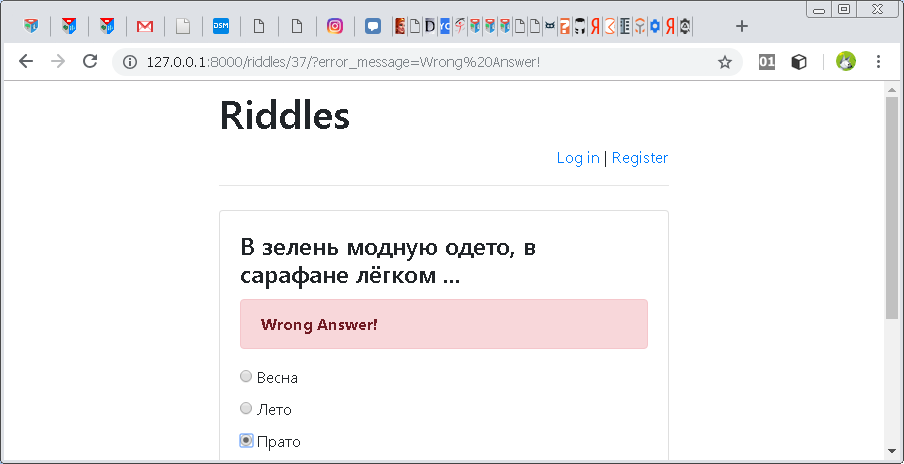 127.0.0.1:8000/riddles/37/?error_message=Wrong%20Answer!
01
Riddles
Log in | Register
В зелень модную одето, в
сарафане лёгком ...
Wrong Answer!
Весна
Лето
Прато